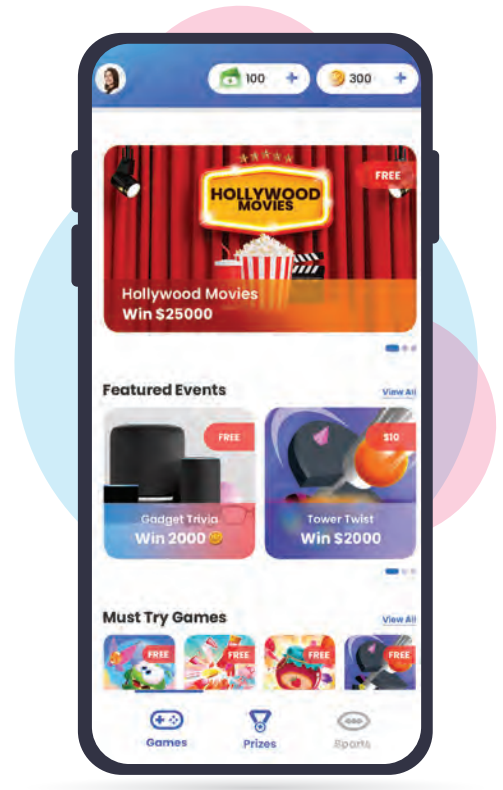 100 +
300 +
FREE
HOLLYWOOD
MOVIES
Hollywood Movies
Win $25000
Featured Events
View All
FREE
$10
Gadget Trivia
Win 2000
Tower Twist
Win $2000
Must Try Games
View All
FREE
FREE
FREE
FREE
Games
Prizes
Sports